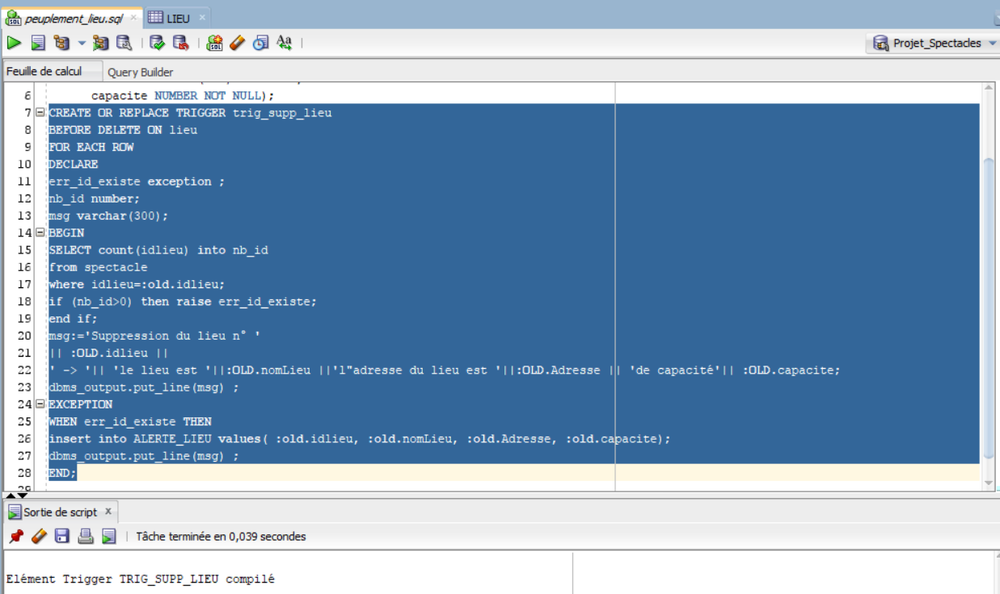 peuplement_lieu.sql × LIEU ×
Projet_Spectacles
Feuille de calcul Query Builder
6 capacite NUMBER NOT NULL);
7 CREATE OR REPLACE TRIGGER trig_supp_lieu
8 BEFORE DELETE ON lieu
9 FOR EACH ROW
10 DECLARE
11 err_id_existe exception ;
12 nb_id number;
13 msg varchar(300);
14 BEGIN
15 SELECT count(idlieu) into nb_id
16 from spectacle
17 where idlieu=:old.idlieu;
18 if (nb_id>0) then raise err_id_existe;
19 end if;
20 msg:='Suppression du lieu n° '
21 || :OLD.idlieu ||
22 ' -> '|| 'le lieu est '||:OLD.nomLieu ||'l"adresse du lieu est '||:OLD.Adresse || 'de capacité'|| :OLD.capacite;
23 dbms_output.put_line(msg) ;
24 EXCEPTION
25 WHEN err_id_existe THEN
26 insert into ALERTE_LIEU values( :old.idlieu, :old.nomLieu, :old.Adresse, :old.capacite);
27 dbms_output.put_line(msg) ;
28 END;
29
Sortie de script ×
Tâche terminée en 0,039 secondes
Elément Trigger TRIG_SUPP_LIEU compilé